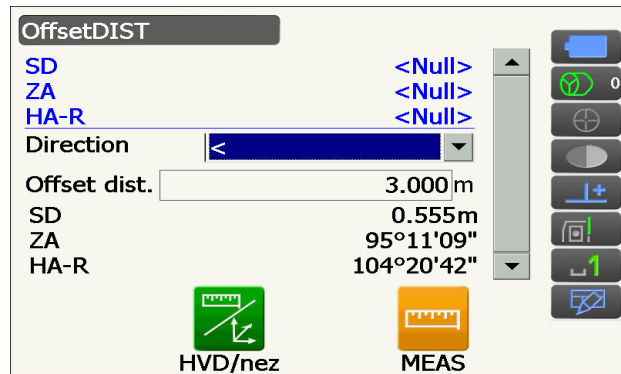 OffsetDIST
SD <Null>
ZA <Null>
HA-R <Null>
Direction <
Offset dist. 3.000 m
SD 0.555m
ZA 95°11'09"
HA-R 104°20'42"
HVD/nez MEAS
0
1